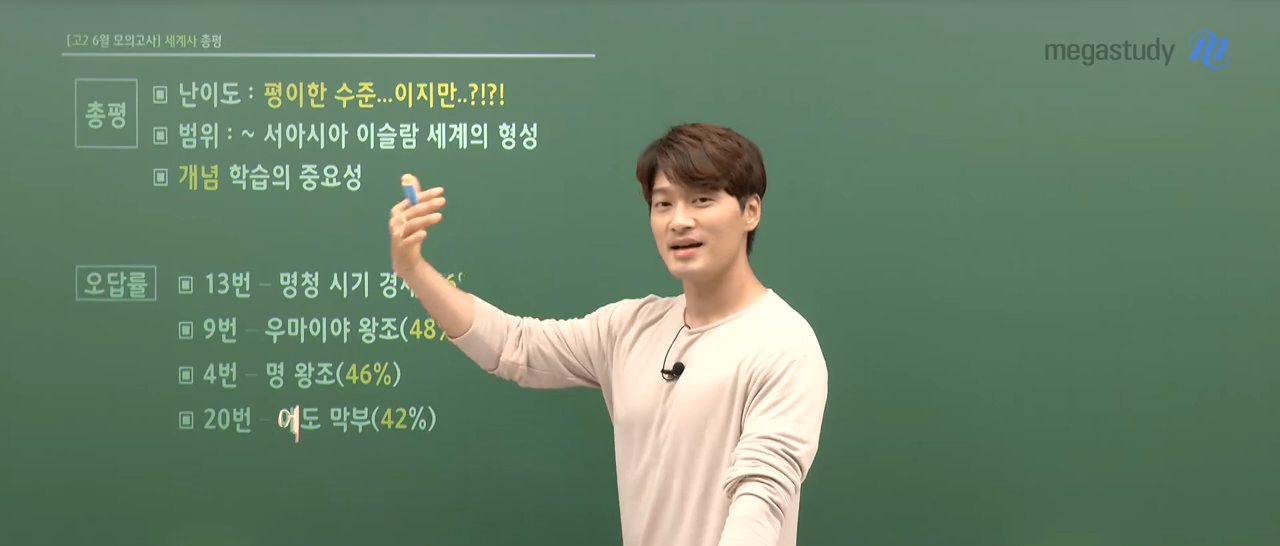 [고2 6월 모의고사] 세계사 총평
megastudy
총평
▣ 난이도 : 평이한 수준...이지만..?!?!
▣ 범위 : ~ 서아시아 이슬람 세계의 형성
▣ 개념 학습의 중요성
오답률
▣ 13번 – 명청 시기
▣ 9번 – 우마이야 왕조(48%
▣ 4번 – 명 왕조(46%)
▣ 20번 – 에도 막부(42%)